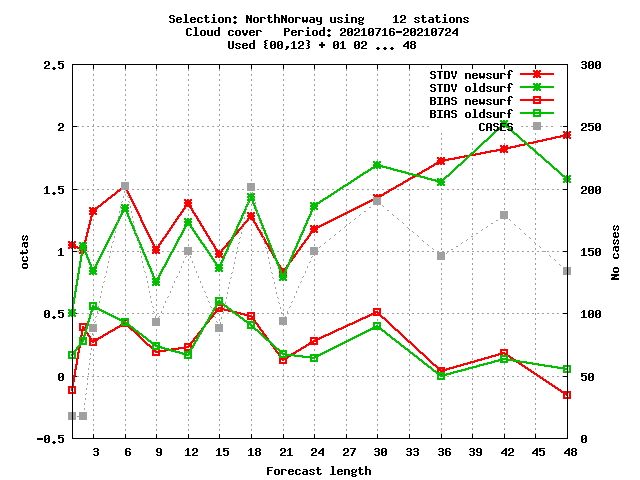 Selection: NorthNorway using    12 stations
Cloud cover   Period: 20210716-20210724
Used {00,12} + 01 02 ... 48
2.5
2
1.5
1
0.5
0
-0.5
octas
300
250
200
150
100
50
0
No cases
STDV newsurf
STDV oldsurf
BIAS newsurf
BIAS oldsurf
CASES
3 6 9 12 15 18 21 24 27 30 33 36 39 42 45 48
Forecast length